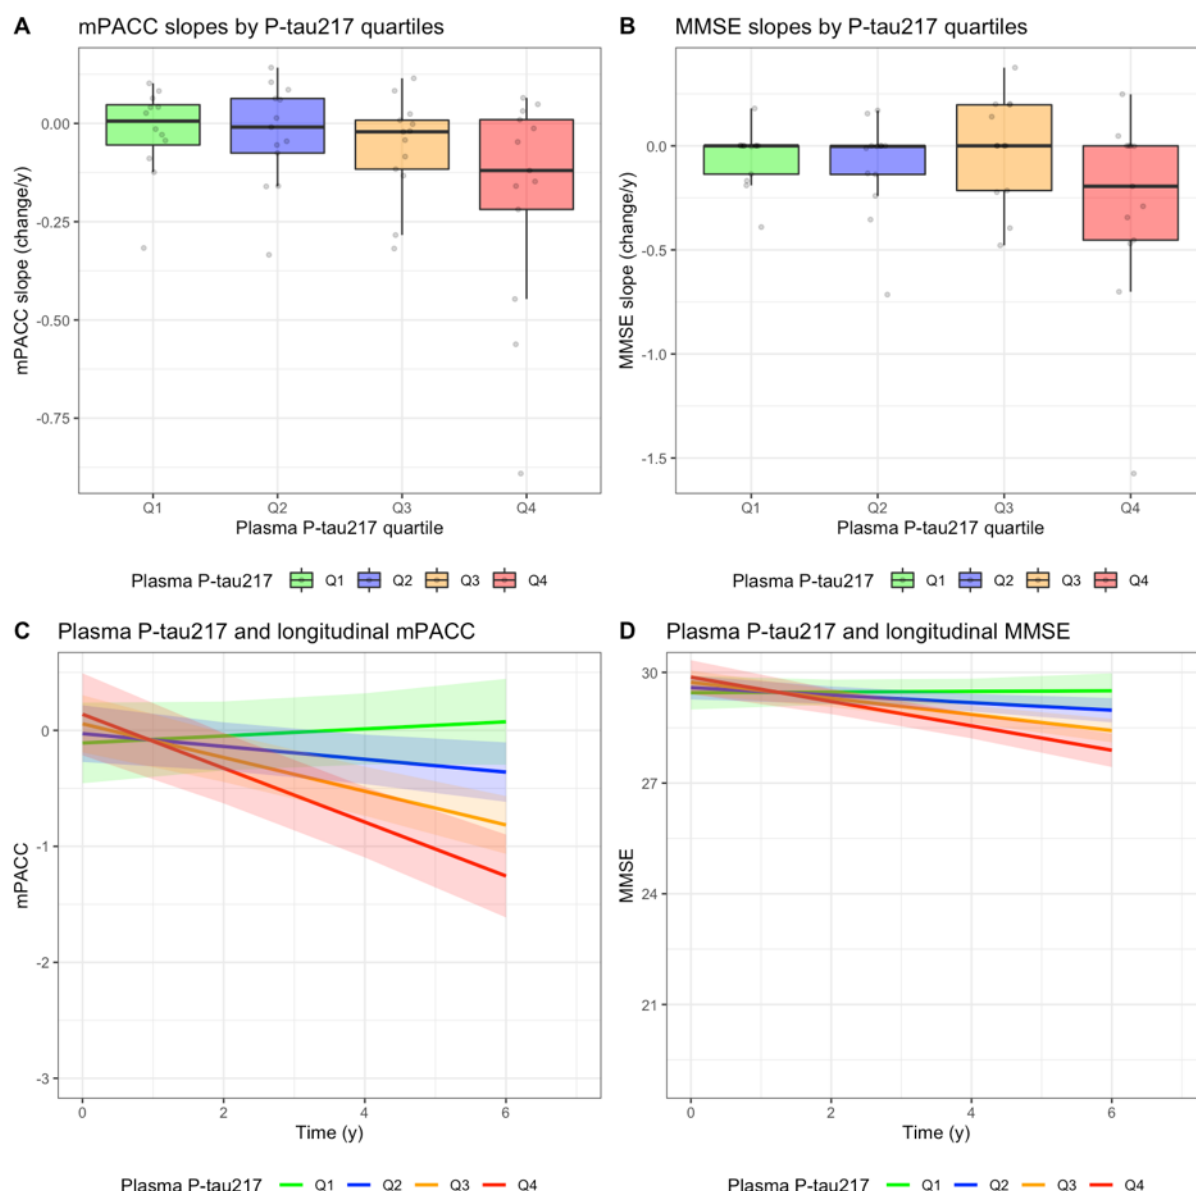 A mPACC slopes by P-tau217 quartiles
mPACC slope (change/y)
0.00
-0.25
-0.50
-0.75
Q1 Q2 Q3 Q4
Plasma P-tau217 quartile
Plasma P-tau217 Q1 Q2 Q3 Q4
B MMSE slopes by P-tau217 quartiles
MMSE slope (change/y)
0.0
-0.5
-1.0
-1.5
Q1 Q2 Q3 Q4
Plasma P-tau217 quartile
Plasma P-tau217 Q1 Q2 Q3 Q4
C Plasma P-tau217 and longitudinal mPACC
mPACC
0
-1
-2
-3
0 2 4 6
Time (y)
Plasma P-tau217 Q1 Q2 Q3 Q4
D Plasma P-tau217 and longitudinal MMSE
MMSE
30
27
24
21
0 2 4 6
Time (y)
Plasma P-tau217 Q1 Q2 Q3 Q4